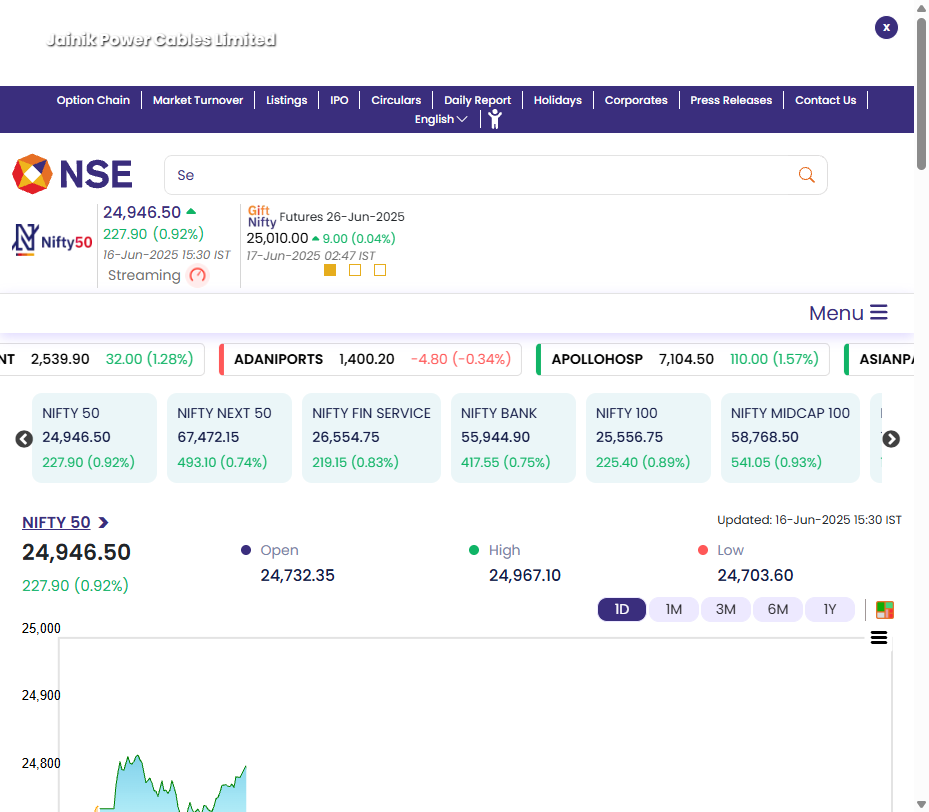 Jainik Power Cables Limited
x
Option Chain Market Turnover Listings IPO Circulars Daily Report Holidays Corporates Press Releases Contact Us
English
NSE
Se
Nifty50
24,946.50
227.90 (0.92%)
16-Jun-2025 15:30 IST
Streaming
Gift Nifty Futures 26-Jun-2025
25,010.00 9.00 (0.04%)
17-Jun-2025 02:47 IST
Menu
NT 2,539.90 32.00 (1.28%) ADANIPORTS 1,400.20 -4.80 (-0.34%) APOLLOHOSP 7,104.50 110.00 (1.57%) ASIANPA
NIFTY 50 NIFTY NEXT 50 NIFTY FIN SERVICE NIFTY BANK NIFTY 100 NIFTY MIDCAP 100
24,946.50 67,472.15 26,554.75 55,944.90 25,556.75 58,768.50
227.90 (0.92%) 493.10 (0.74%) 219.15 (0.83%) 417.55 (0.75%) 225.40 (0.89%) 541.05 (0.93%)
NIFTY 50 Updated: 16-Jun-2025 15:30 IST
24,946.50
227.90 (0.92%)
Open High Low
24,732.35 24,967.10 24,703.60
1D 1M 3M 6M 1Y
25,000
24,900
24,800